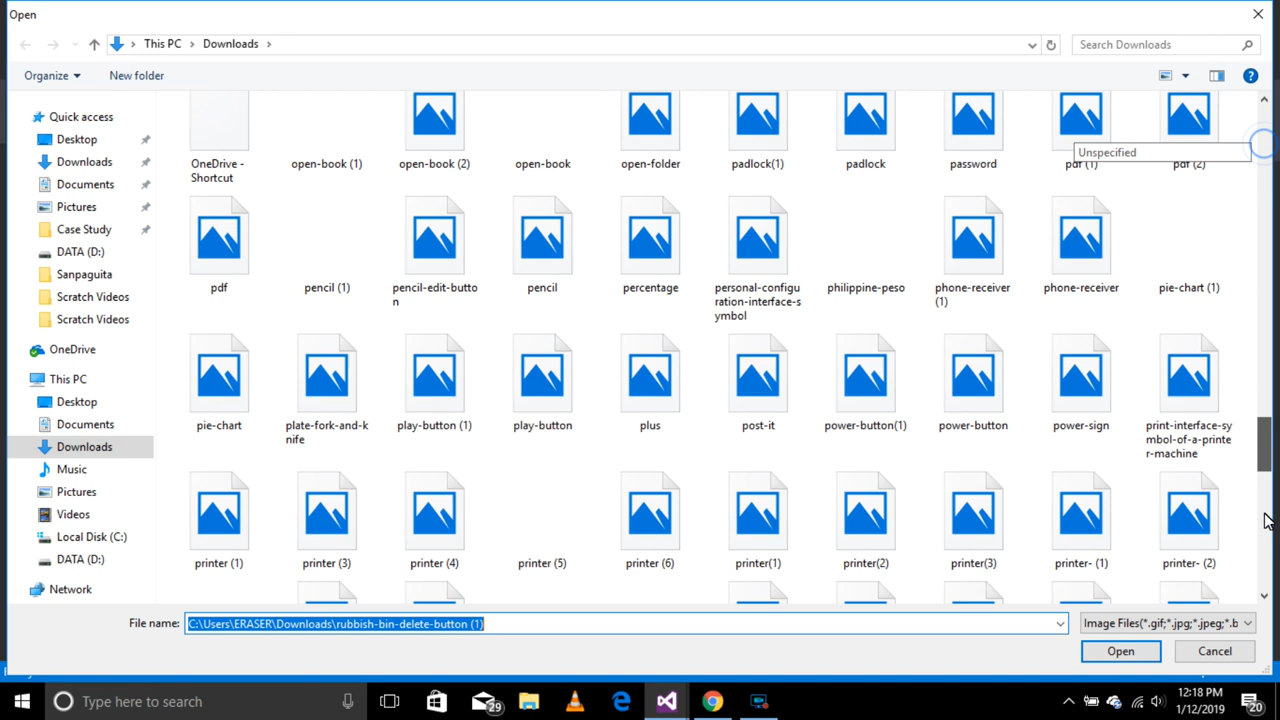 Open
This PC
Downloads
Search Downloads
Organize
New folder
Quick access
Desktop
Downloads
Documents
Pictures
Case Study
DATA (D:)
Sanpaguita
Scratch Videos
Scratch Videos
OneDrive
This PC
Desktop
Documents
Downloads
Music
Pictures
Videos
Local Disk (C:)
DATA (D:)
Network
OneDrive -
Shortcut
open-book (1)
open-book (2)
open-book
open-folder
padlock(1)
padlock
password
Unspecified
pdf (1)
pdf (2)
pdf
pencil (1)
pencil-edit-butto
n
pencil
percentage
personal-configu
ration-interface-s
ymbol
philippine-peso
phone-receiver
(1)
phone-receiver
pie-chart (1)
pie-chart
plate-fork-and-k
nife
play-button (1)
play-button
plus
post-it
power-button(1)
power-button
power-sign
print-interface-sy
mbol-of-a-printe
r-machine
printer (1)
printer (3)
printer (4)
printer (5)
printer (6)
printer(1)
printer(2)
printer(3)
printer- (1)
printer- (2)
File name:
C:\Users\ERASER\Downloads\rubbish-bin-delete-button (1)
Image Files(*.gif;*.jpg;*.jpeg;*.b
Open
Cancel
Type here to search
29
12:18 PM
1/12/2019
20